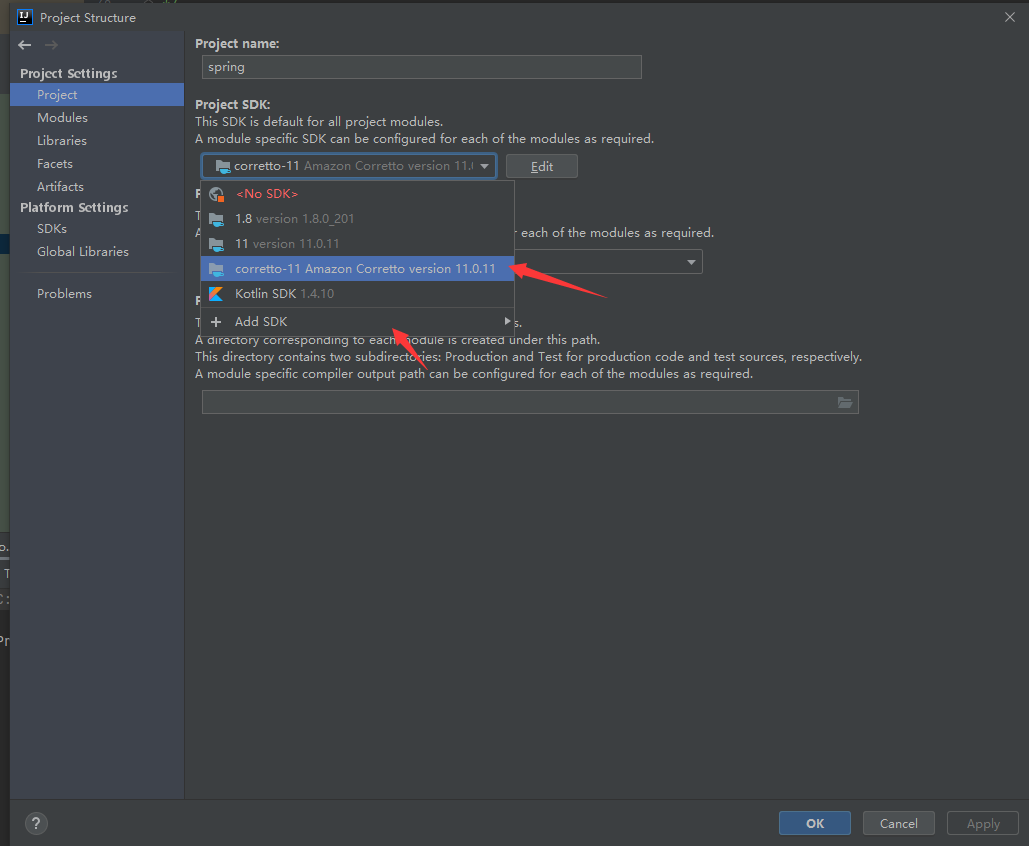 IJ
Project Structure
Project Settings
Project
Modules
Libraries
Facets
Artifacts
Platform Settings
SDKs
Global Libraries
Problems
Project name:
spring
Project SDK:
This SDK is default for all project modules.
A module specific SDK can be configured for each of the modules as required.
corretto-11 Amazon Corretto version 11.
Edit
<No SDK>
1.8 version 1.8.0_201
11 version 11.0.11
corretto-11 Amazon Corretto version 11.0.11
Kotlin SDK 1.4.10
+ Add SDK
each of the modules as required.
s.
A directory corresponding to each module is created under this path.
This directory contains two subdirectories: Production and Test for production code and test sources, respectively.
A module specific compiler output path can be configured for each of the modules as required.
?
OK
Cancel
Apply